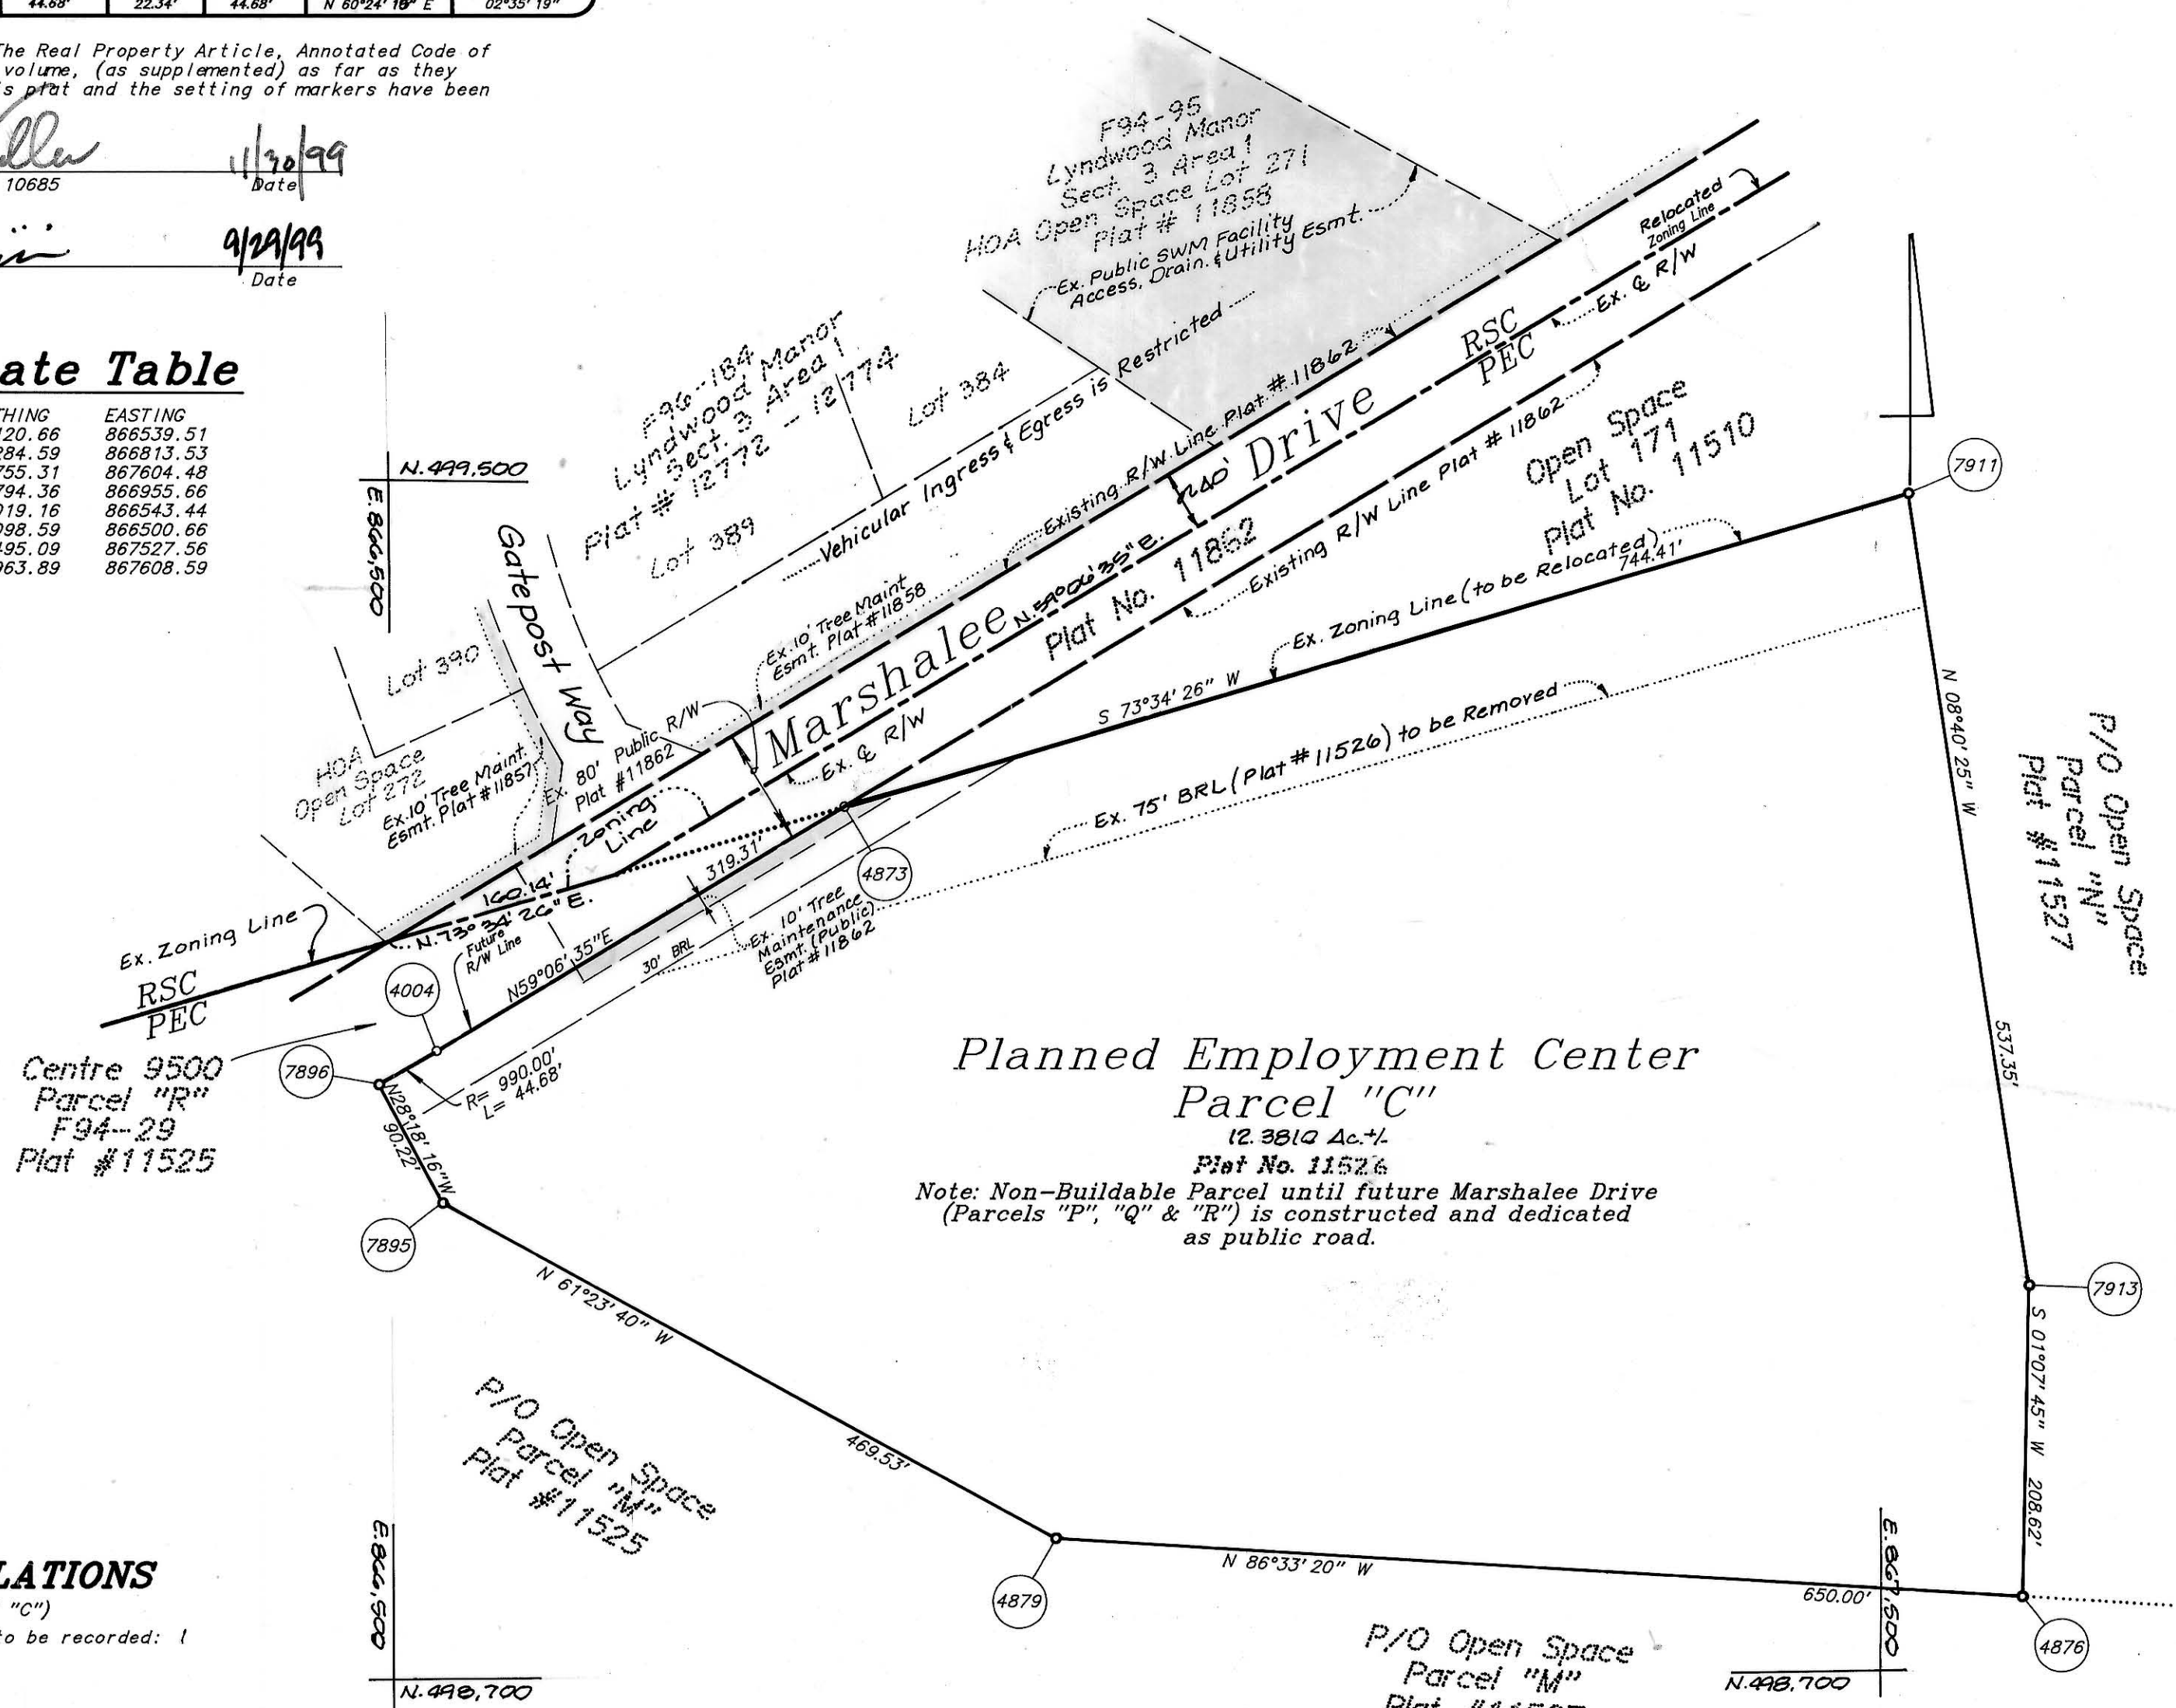 44.68' 22.34' 44.68' N 60°24' 10" E 02°35' 19"
The Real Property Article, Annotated Code of
volume, (as supplemented) as far as they
s plat and the setting of markers have been
10685
11/30/99
Date
9/29/99
Date
ate Table
THING EASTING
120.66 866539.51
284.59 866813.53
755.31 867604.48
794.36 866955.66
019.16 866543.44
098.59 866500.66
495.09 867527.56
963.89 867608.59
N. 499,500
E. 866,500
F94-95
Lyndwood Manor
Sect. 3 Area 1
HOA Open Space Lot 271
Plat # 11858
Ex. Public SWM Facility
Access, Drain. & Utility Esmt.
F96-184
Lyndwood Manor
Sect. 3 Area 1
Plat # 12772 -- 12774
Lot 384
Lot 389
Vehicular Ingress & Egress is Restricted
Existing R/W Line Plat # 11862
Relocated
Zoning Line
Ex. ℄ R/W
RSC
PEC
40'
Marshalee Drive
N. 59°06'35" E.
Plat No. 11862
Existing R/W Line Plat # 11862
Open Space
Lot 171
Plat No. 11510
7911
Ex. Zoning Line (to be Relocated)
744.41'
S 73°34' 26" W
Ex. 75' BRL (Plat # 11526) to be Removed
Gatepost Way
Lot 390
HOA
Open Space
Lot 272
Ex. 10' Tree Maint.
Esmt. Plat # 11857
Ex. 10' Tree Maint
Esmt. Plat # 11858
Ex. 80' Public R/W
Plat #11862
Ex. ℄ R/W
Zoning
Line
319.31'
4873
160.14'
N. 73°34' 26" E.
Future
R/W Line
N59°06' 35"E
30' BRL
Ex. 10' Tree
Maintenance
Esmt. (Public)
Plat # 11862
Ex. Zoning Line
RSC
PEC
4004
7896
Centre 9500
Parcel "R"
F94-29
Plat #11525
R= 990.00'
L= 44.68'
N28°18' 16"W
90.22'
7895
N 08°40' 25" W
537.35'
P/O Open Space
Parcel "N"
Plat #11527
Planned Employment Center
Parcel "C"
12.3810 Ac.+/-
Plat No. 11526
Note: Non-Buildable Parcel until future Marshalee Drive
(Parcels "P", "Q" & "R") is constructed and dedicated
as public road.
7913
S 01°07' 45" W 208.62'
N 61°23' 40" W
469.53'
P/O Open Space
Parcel "M"
Plat #11525
4879
N 86°33' 20" W
650.00'
4876
LATIONS
"C")
to be recorded: 1
E. 866,500
N. 498,700
P/O Open Space
Parcel "M"
E. 867,500
N. 498,700